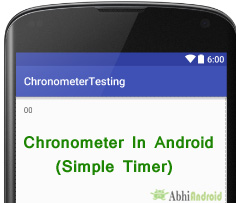 6:00
ChronometerTesting
00
Chronometer In Android
(Simple Timer)
AbhiAndroid